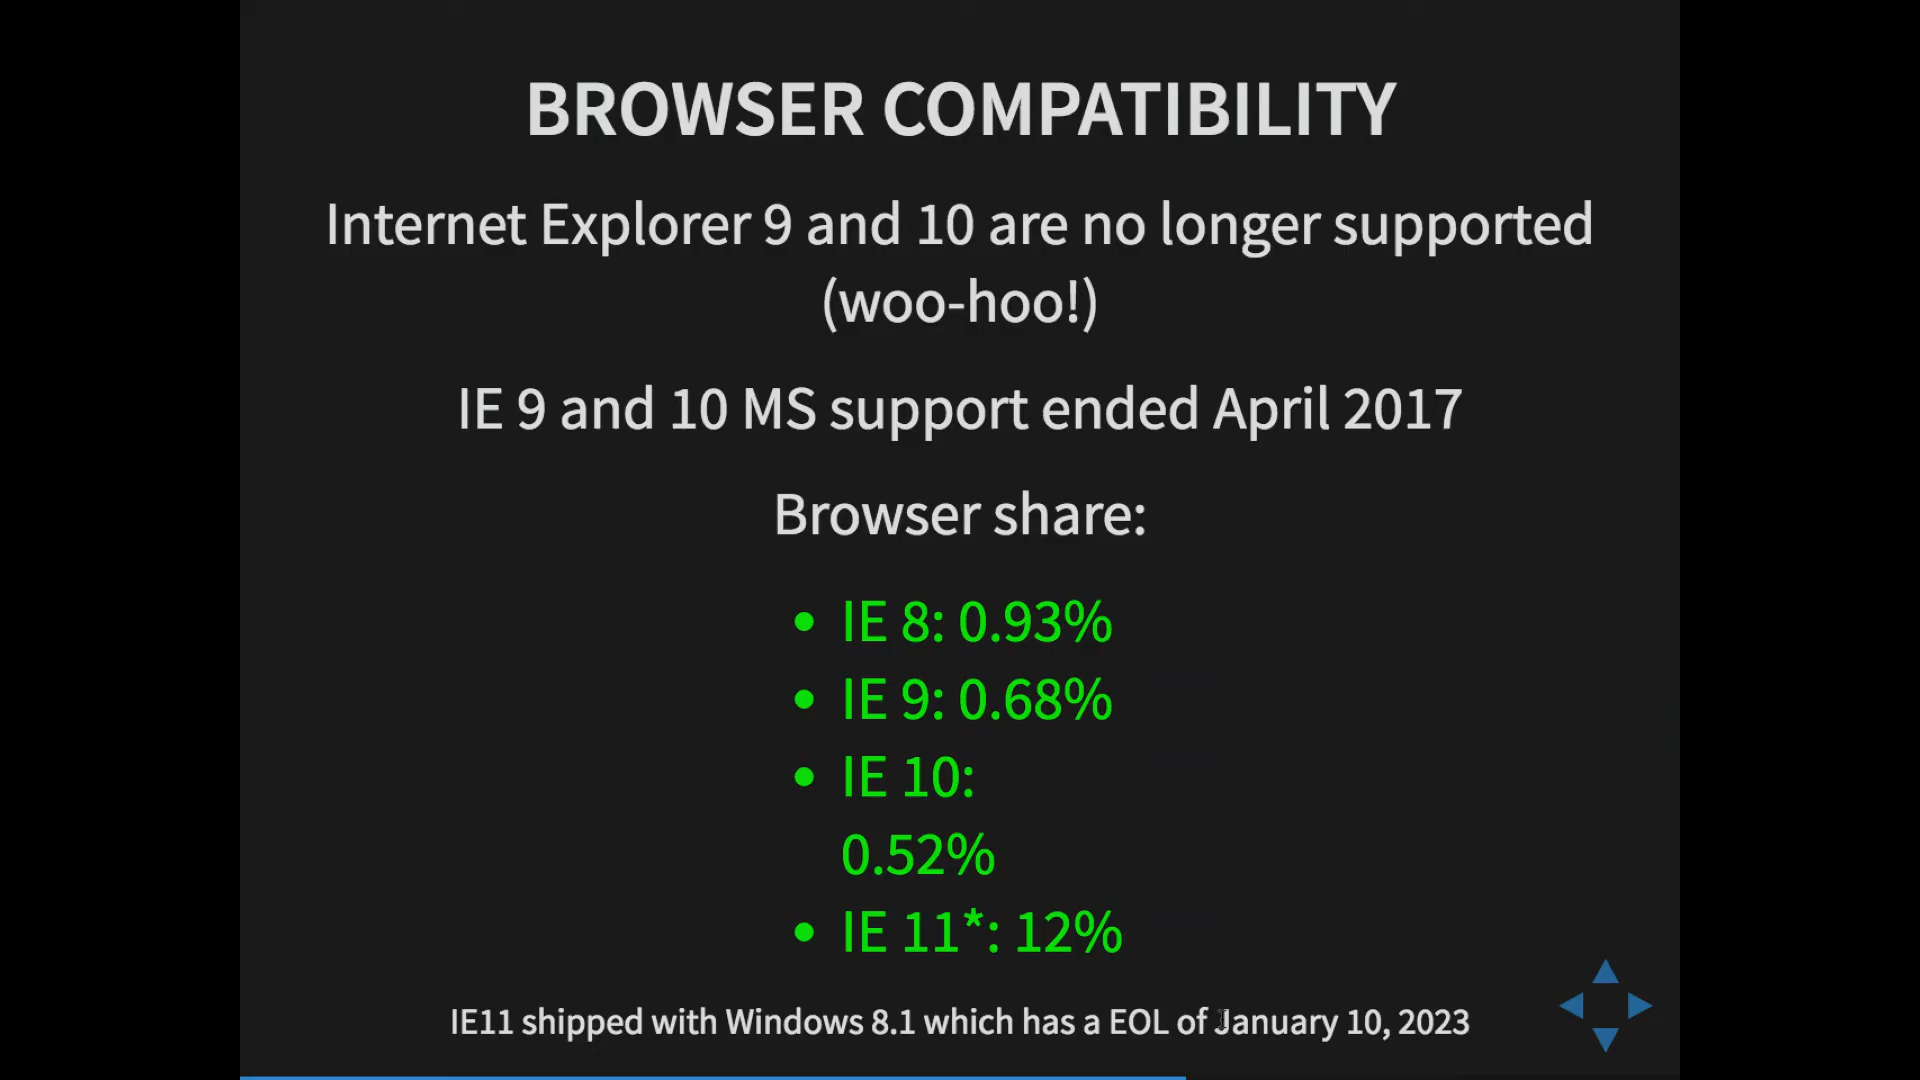 BROWSER COMPATIBILITY
Internet Explorer 9 and 10 are no longer supported
(woo-hoo!)
IE 9 and 10 MS support ended April 2017
Browser share:
• IE 8: 0.93%
• IE 9: 0.68%
• IE 10:
0.52%
• IE 11*: 12%
IE11 shipped with Windows 8.1 which has a EOL of January 10, 2023